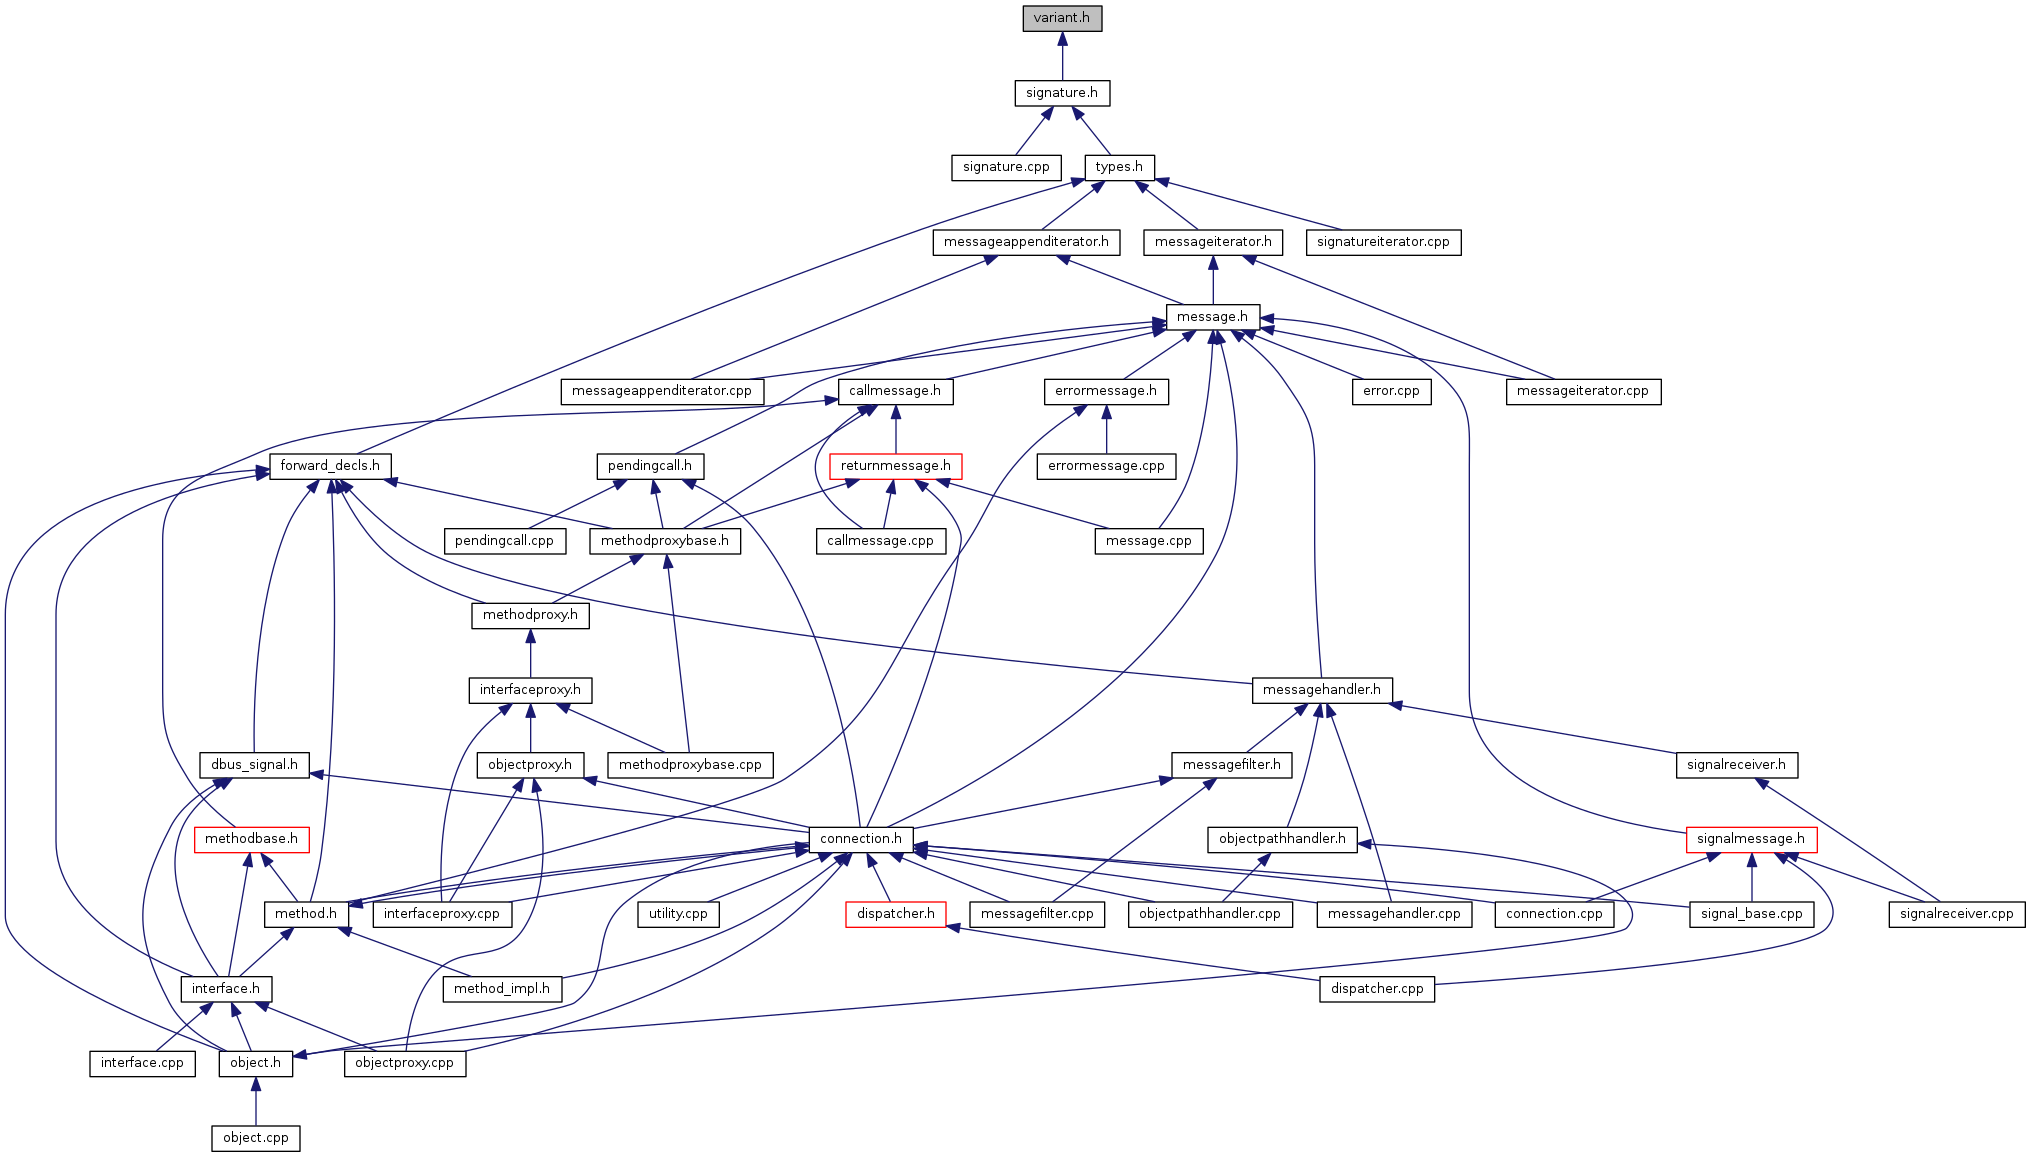 variant.h
signature.h
signature.cpp
types.h
messageappenditerator.h
messageiterator.h
signatureiterator.cpp
message.h
messageappenditerator.cpp
callmessage.h
errormessage.h
error.cpp
messageiterator.cpp
forward_decls.h
pendingcall.h
returnmessage.h
errormessage.cpp
pendingcall.cpp
methodproxybase.h
callmessage.cpp
message.cpp
methodproxy.h
interfaceproxy.h
messagehandler.h
dbus_signal.h
objectproxy.h
methodproxybase.cpp
messagefilter.h
signalreceiver.h
methodbase.h
connection.h
objectpathhandler.h
signalmessage.h
method.h
interfaceproxy.cpp
utility.cpp
dispatcher.h
messagefilter.cpp
objectpathhandler.cpp
messagehandler.cpp
connection.cpp
signal_base.cpp
signalreceiver.cpp
interface.h
method_impl.h
dispatcher.cpp
interface.cpp
object.h
objectproxy.cpp
object.cpp